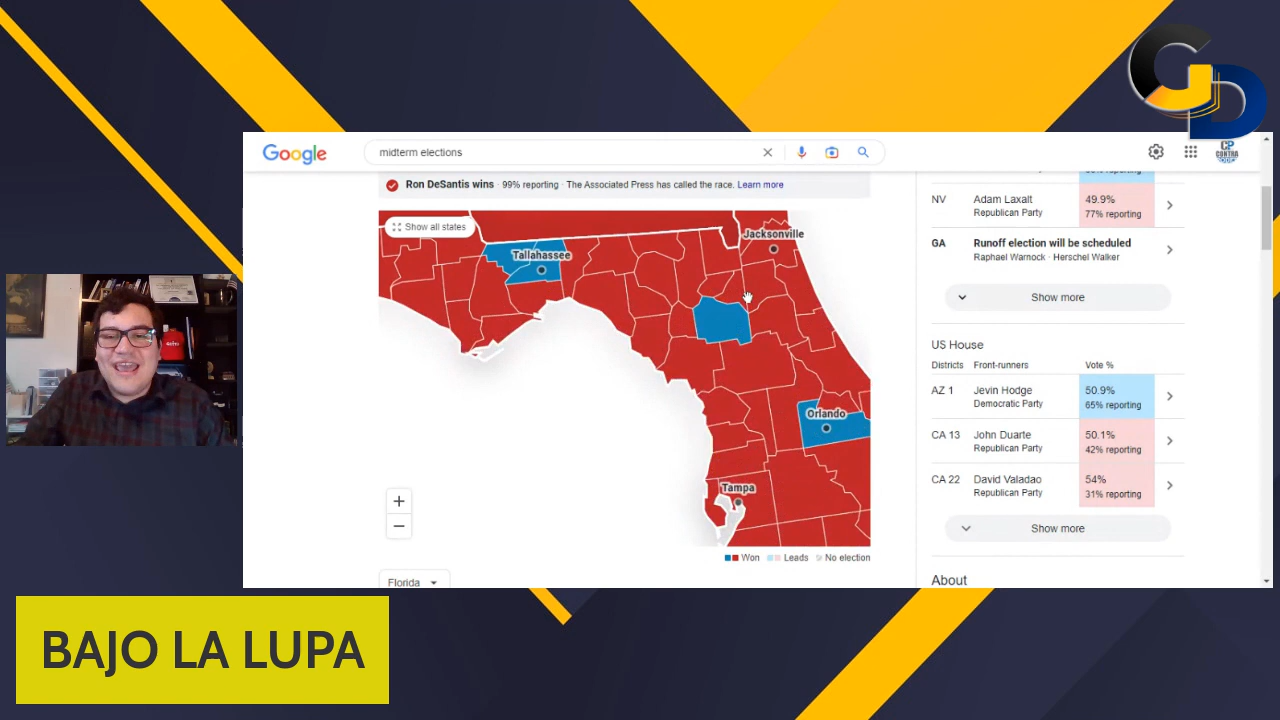 GD
Google
midterm elections
CP
CONTRA
Ron DeSantis wins · 99% reporting · The Associated Press has called the race. Learn more
Show all states
Jacksonville
Tallahassee
Orlando
Tampa
+
−
Won Leads No election
Florida
NV Adam Laxalt 49.9%
Republican Party 77% reporting
GA Runoff election will be scheduled
Raphael Warnock · Herschel Walker
Show more
US House
Districts Front-runners Vote %
AZ 1 Jevin Hodge 50.9%
Democratic Party 65% reporting
CA 13 John Duarte 50.1%
Republican Party 42% reporting
CA 22 David Valadao 54%
Republican Party 31% reporting
Show more
About
BAJO LA LUPA